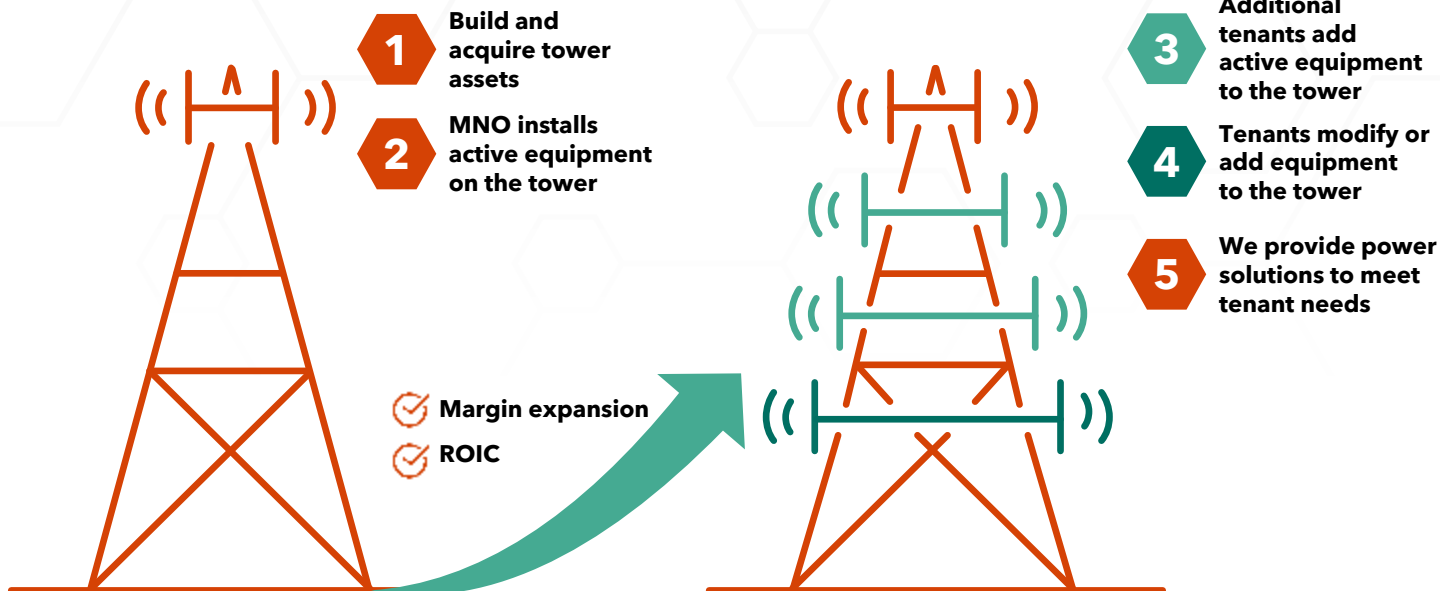 1
Build and
acquire tower
assets
2
MNO installs
active equipment
on the tower
Margin expansion
ROIC
3
Additional
tenants add
active equipment
to the tower
4
Tenants modify or
add equipment
to the tower
5
We provide power
solutions to meet
tenant needs